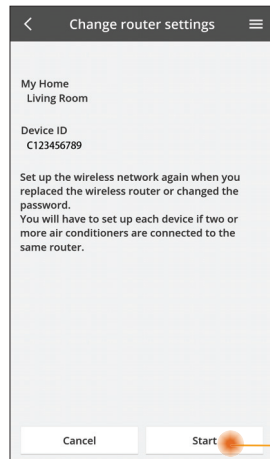 Change router settings
My Home
Living Room
Device ID
C123456789
Set up the wireless network again when you
replaced the wireless router or changed the
password.
You will have to set up each device if two or
more air conditioners are connected to the
same router.
Cancel
Start